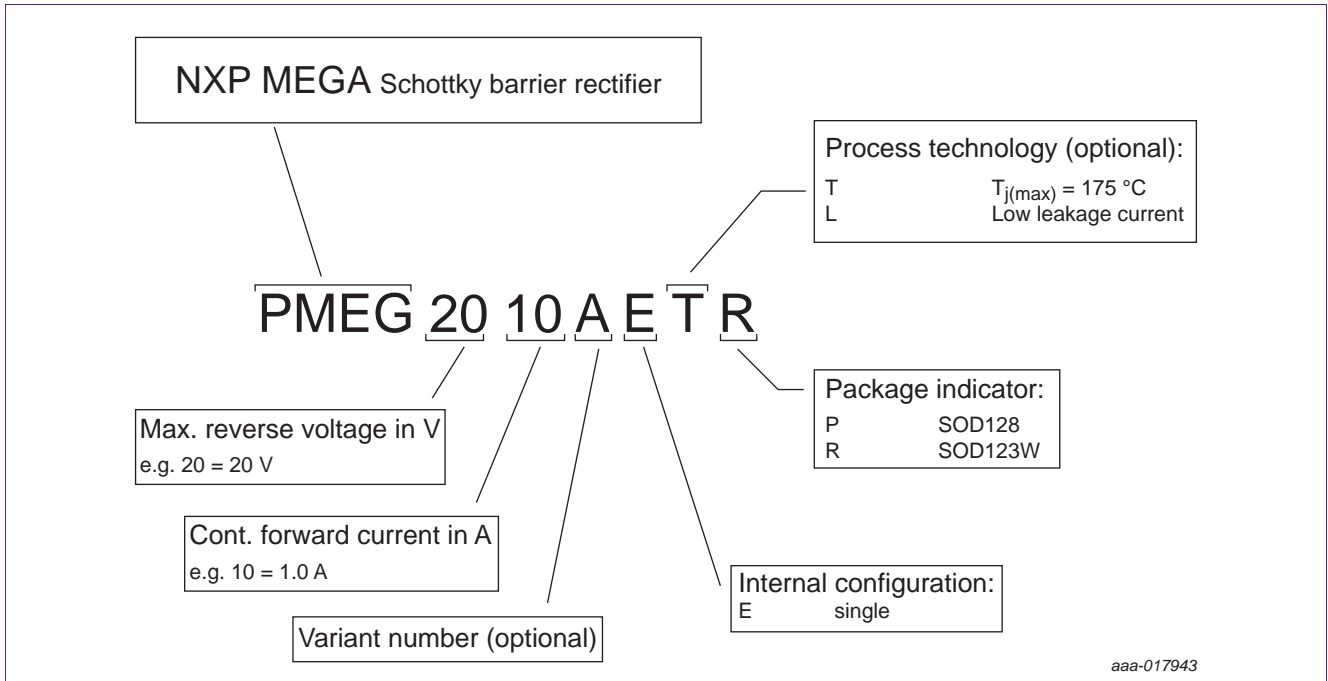 NXP MEGA Schottky barrier rectifier
Process technology (optional):
T Tj(max) = 175 °C
L Low leakage current
PMEG 20 10 A E T R
Package indicator:
P SOD128
R SOD123W
Max. reverse voltage in V
e.g. 20 = 20 V
Cont. forward current in A
e.g. 10 = 1.0 A
Internal configuration:
E single
Variant number (optional)
aaa-017943